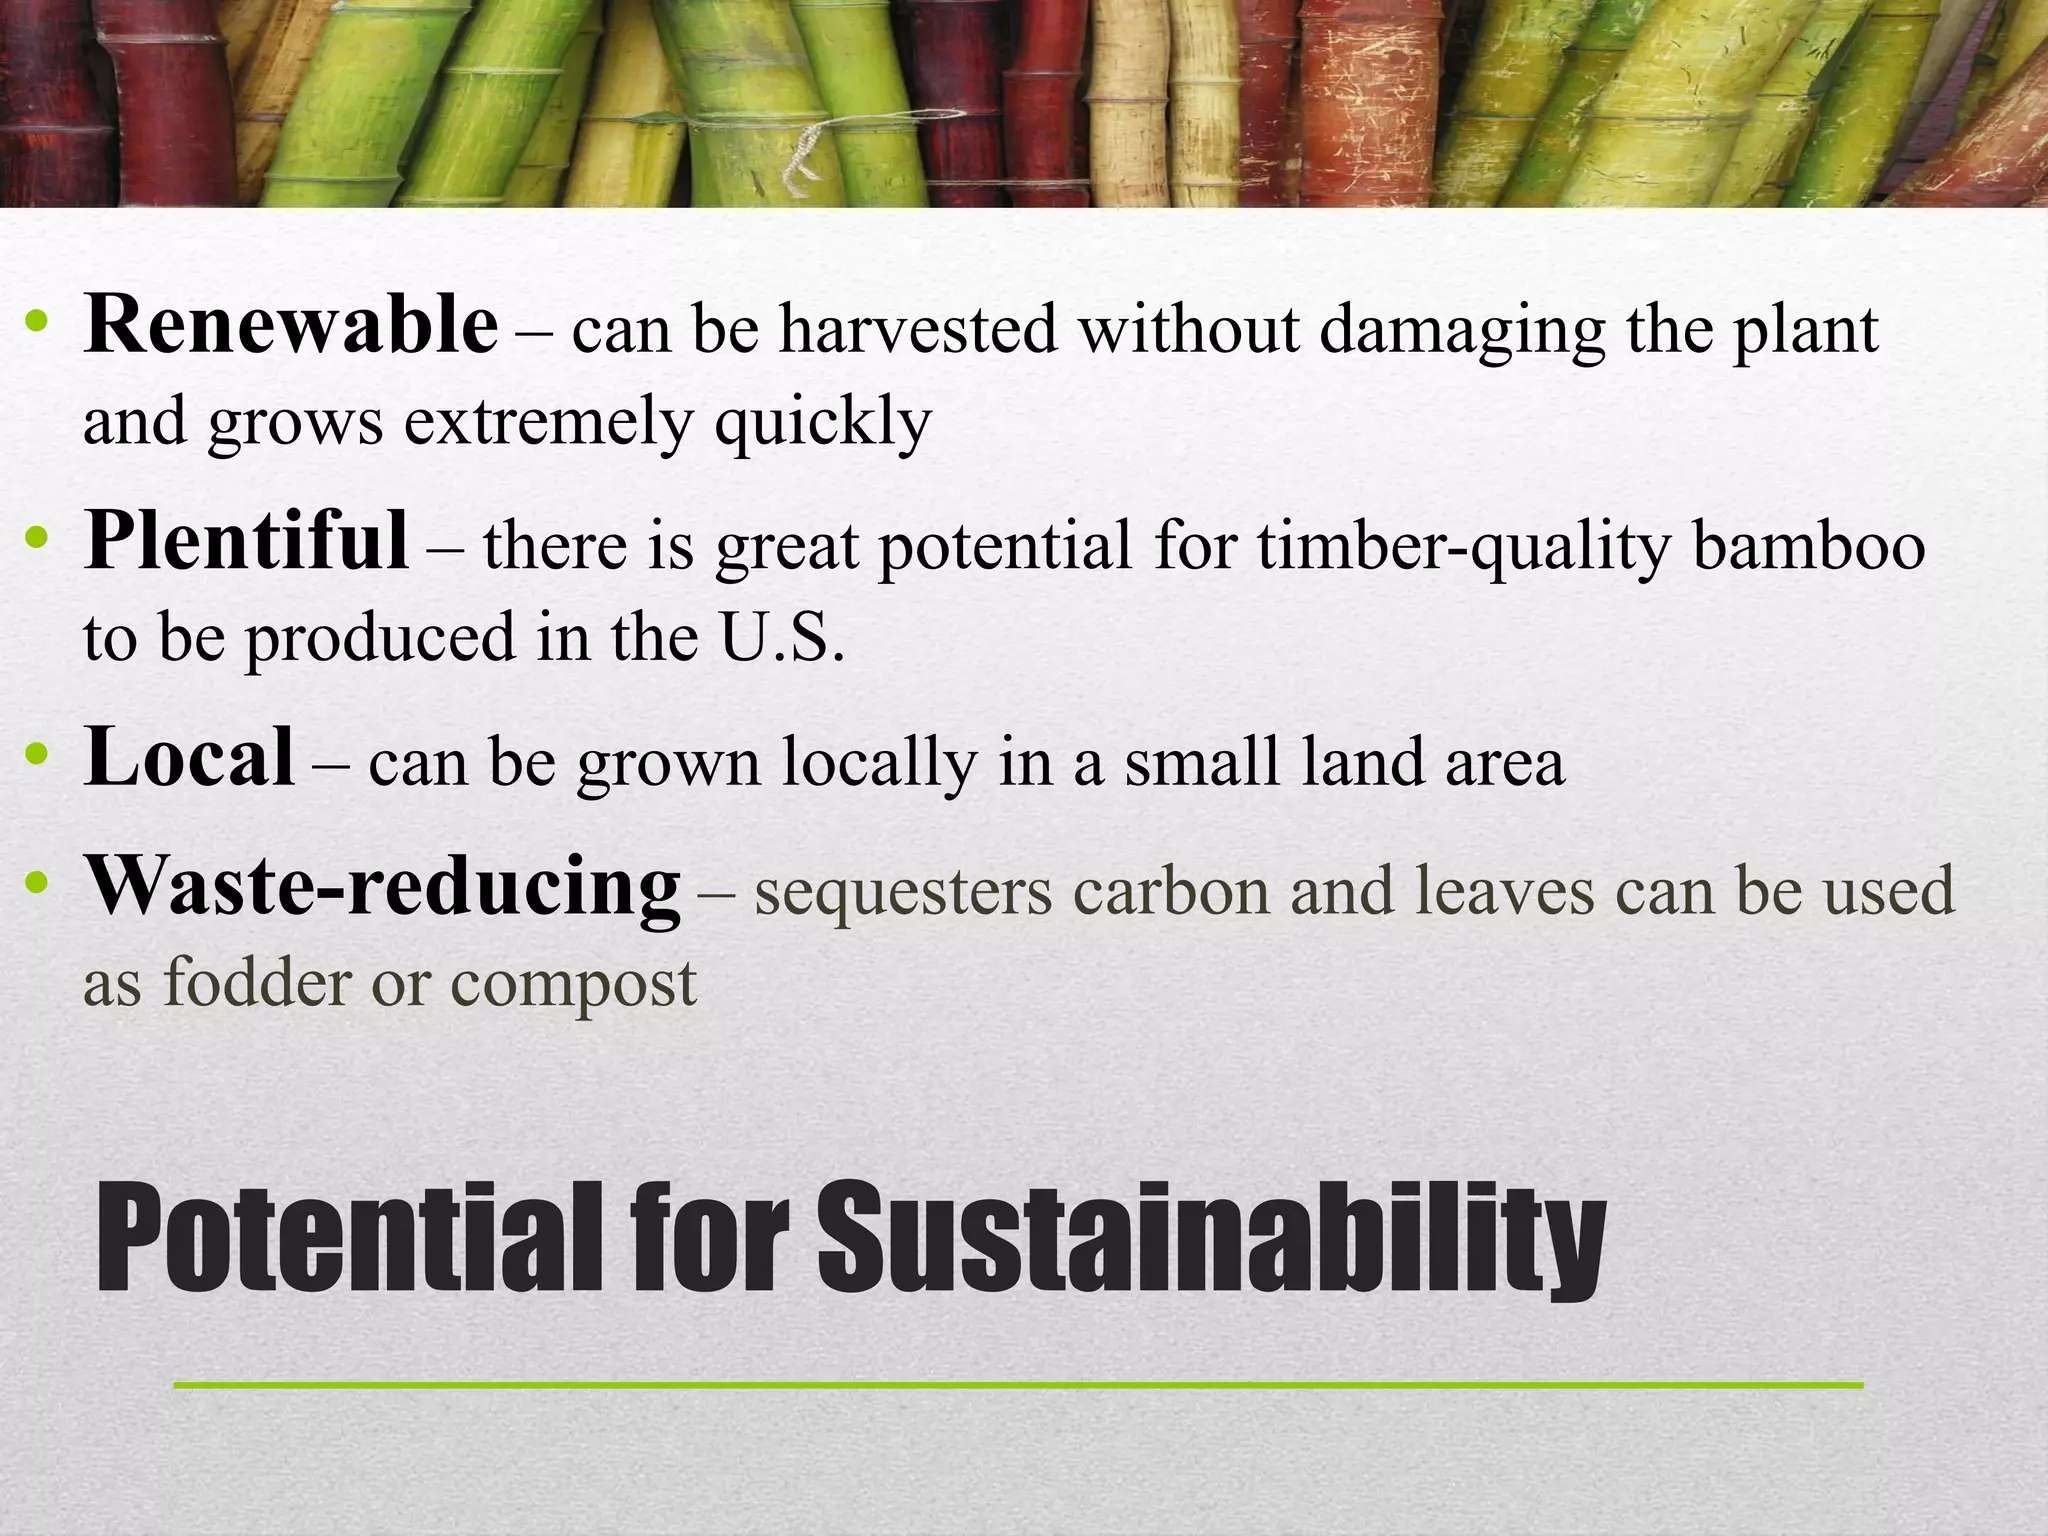 • Renewable – can be harvested without damaging the plant
and grows extremely quickly
• Plentiful – there is great potential for timber-quality bamboo
to be produced in the U.S.
• Local – can be grown locally in a small land area
• Waste-reducing – sequesters carbon and leaves can be used
as fodder or compost
Potential for Sustainability